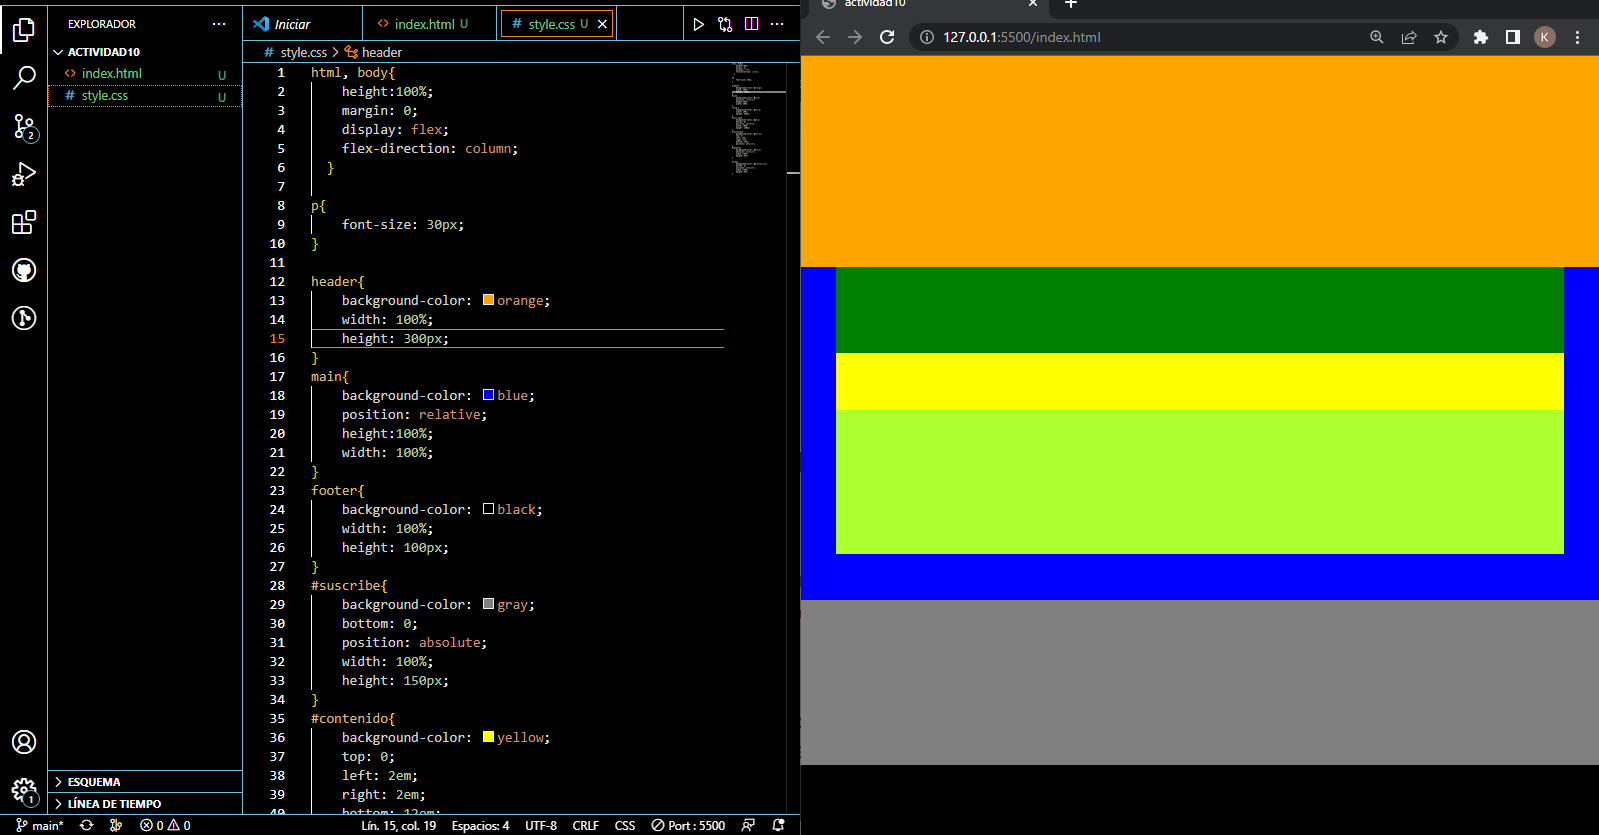 EXPLORADOR
ACTIVIDAD10
index.html U
style.css U
ESQUEMA
LÍNEA DE TIEMPO
Iniciar
index.html U
# style.css U
# style.css > header
1 html, body{
2 height:100%;
3 margin: 0;
4 display: flex;
5 flex-direction: column;
6 }
7
8 p{
9 font-size: 30px;
10 }
11
12 header{
13 background-color: orange;
14 width: 100%;
15 height: 300px;
16 }
17 main{
18 background-color: blue;
19 position: relative;
20 height:100%;
21 width: 100%;
22 }
23 footer{
24 background-color: black;
25 width: 100%;
26 height: 100px;
27 }
28 #suscribe{
29 background-color: gray;
30 bottom: 0;
31 position: absolute;
32 width: 100%;
33 height: 150px;
34 }
35 #contenido{
36 background-color: yellow;
37 top: 0;
38 left: 2em;
39 right: 2em;
40 bottom: 12em;
2
1
main* 0 0 Lín. 15, col. 19 Espacios: 4 UTF-8 CRLF CSS Port : 5500
actividad10
127.0.0.1:5500/index.html
K